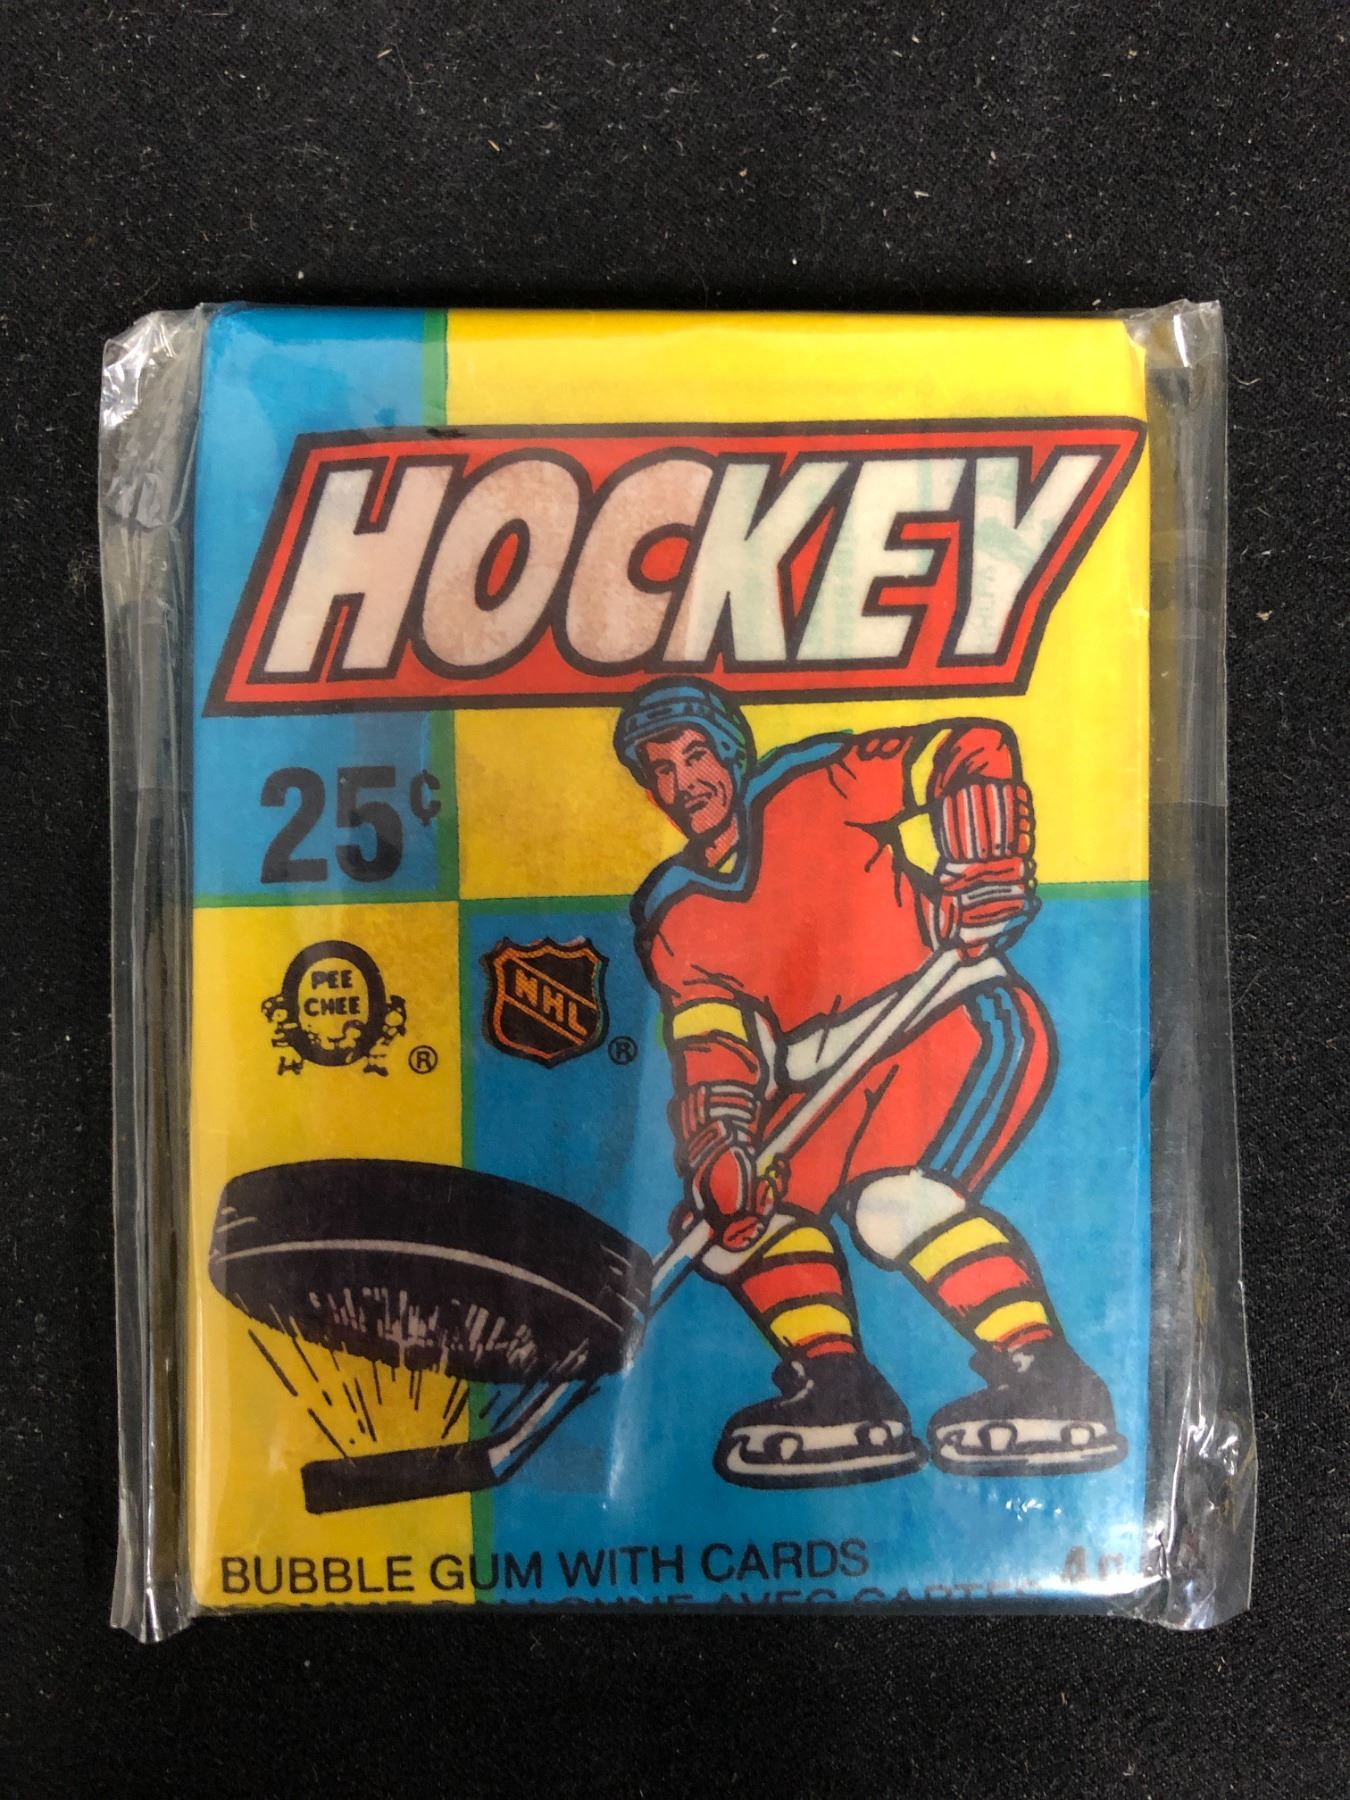 HOCKEY
25¢
PEE
CHEE
®
NHL
®
BUBBLE GUM WITH CARDS